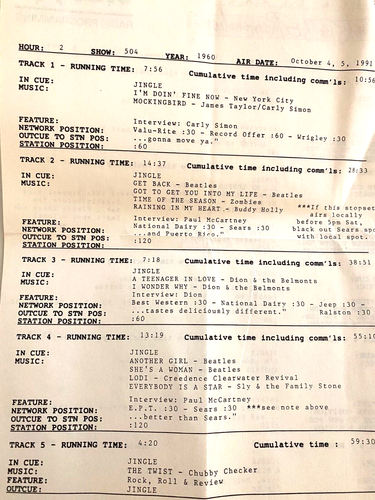 HOUR: 2 SHOW: 504 YEAR: 1960 AIR DATE: October 4, 5, 1991
TRACK 1 - RUNNING TIME: 7:56 Cumulative time including comm'ls: 10:56
IN CUE: JINGLE
MUSIC: I'M DOIN' FINE NOW - New York City
MOCKINGBIRD - James Taylor/Carly Simon
FEATURE: Interview: Carly Simon
NETWORK POSITION: Valu-Rite :30 - Record Offer :60 - Wrigley :30
OUTCUE TO STN POS: ...gonna move ya."
STATION POSITION: :60
TRACK 2 - RUNNING TIME: 14:37 Cumulative time including comm'ls: 28:33
IN CUE: JINGLE
MUSIC: GET BACK - Beatles
GOT TO GET YOU INTO MY LIFE - Beatles
TIME OF THE SEASON - Zombies
RAINING IN MY HEART - Buddy Holly ***If this stopset
airs locally
FEATURE: Interview: Paul McCartney before 5pm Sat,
NETWORK POSITION: National Dairy :30 - Sears :30 black out Sears spo
OUTCUE TO STN POS: ...and Puerto Rico." with local spot.
STATION POSITION: :120
TRACK 3 - RUNNING TIME: 7:18 Cumulative time including comm'ls: 38:51
IN CUE: JINGLE
MUSIC: A TEENAGER IN LOVE - Dion & the Belmonts
I WONDER WHY - Dion & the Belmonts
FEATURE: Interview: Dion
NETWORK POSITION: Best Western :30 - National Dairy :30 - Jeep :30 -
OUTCUE TO STN POS: ...tastes deliciously different." Ralston :30
STATION POSITION: :60
TRACK 4 - RUNNING TIME: 13:19 Cumulative time including comm'ls: 55:10
IN CUE: JINGLE
MUSIC: ANOTHER GIRL - Beatles
SHE'S A WOMAN - Beatles
LODI - Creedence Clearwater Revival
EVERYBODY IS A STAR - Sly & the Family Stone
FEATURE: Interview: Paul McCartney
NETWORK POSITION: E.P.T. :30 - Sears :30 ***see note above
OUTCUE TO STN POS: ...better than Sears."
STATION POSITION: :120
TRACK 5 - RUNNING TIME: 4:20 Cumulative time : 59:30
IN CUE: JINGLE
MUSIC: THE TWIST - Chubby Checker
FEATURE: Rock, Roll & Review
OUTCUE: JINGLE